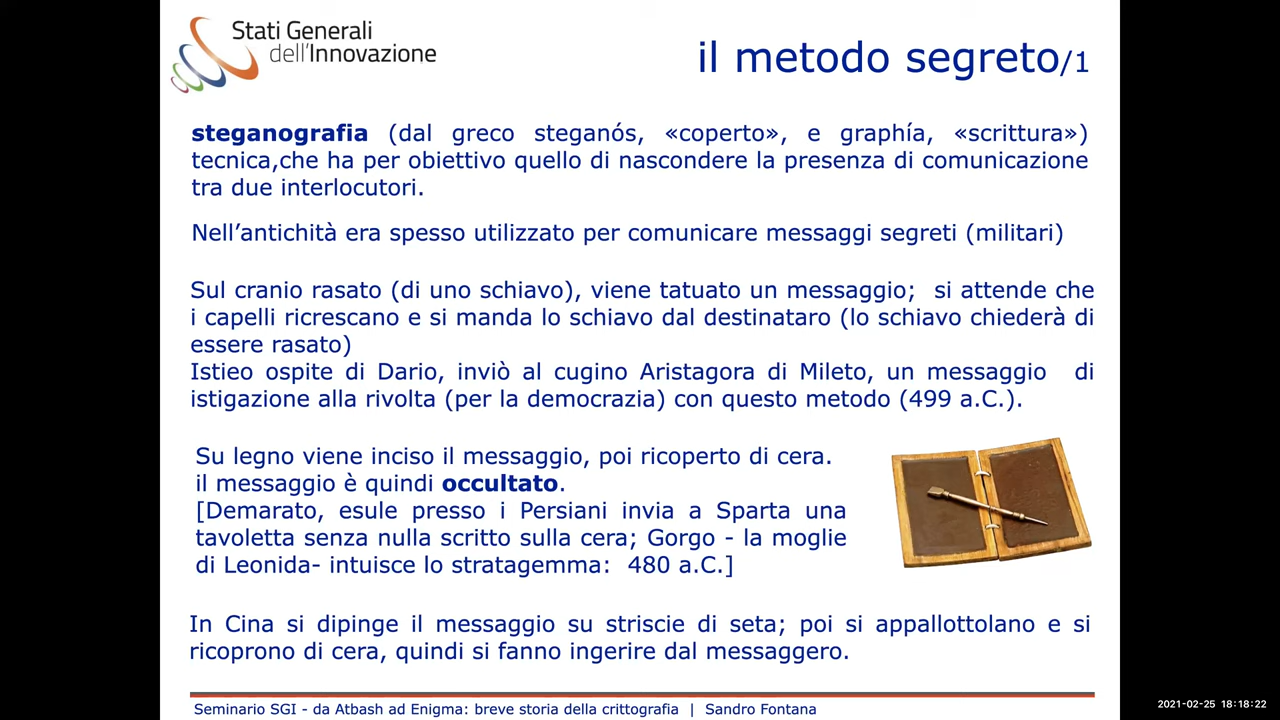 Stati Generali
dell'Innovazione
il metodo segreto/1
steganografia (dal greco steganós, «coperto», e graphía, «scrittura»)
tecnica,che ha per obiettivo quello di nascondere la presenza di comunicazione
tra due interlocutori.
Nell’antichità era spesso utilizzato per comunicare messaggi segreti (militari)
Sul cranio rasato (di uno schiavo), viene tatuato un messaggio; si attende che
i capelli ricrescano e si manda lo schiavo dal destinataro (lo schiavo chiederà di
essere rasato)
Istieo ospite di Dario, inviò al cugino Aristagora di Mileto, un messaggio di
istigazione alla rivolta (per la democrazia) con questo metodo (499 a.C.).
Su legno viene inciso il messaggio, poi ricoperto di cera.
il messaggio è quindi occultato.
[Demarato, esule presso i Persiani invia a Sparta una
tavoletta senza nulla scritto sulla cera; Gorgo - la moglie
di Leonida- intuisce lo stratagemma: 480 a.C.]
In Cina si dipinge il messaggio su striscie di seta; poi si appallottolano e si
ricoprono di cera, quindi si fanno ingerire dal messaggero.
Seminario SGI - da Atbash ad Enigma: breve storia della crittografia | Sandro Fontana
2021-02-25 18:18:22